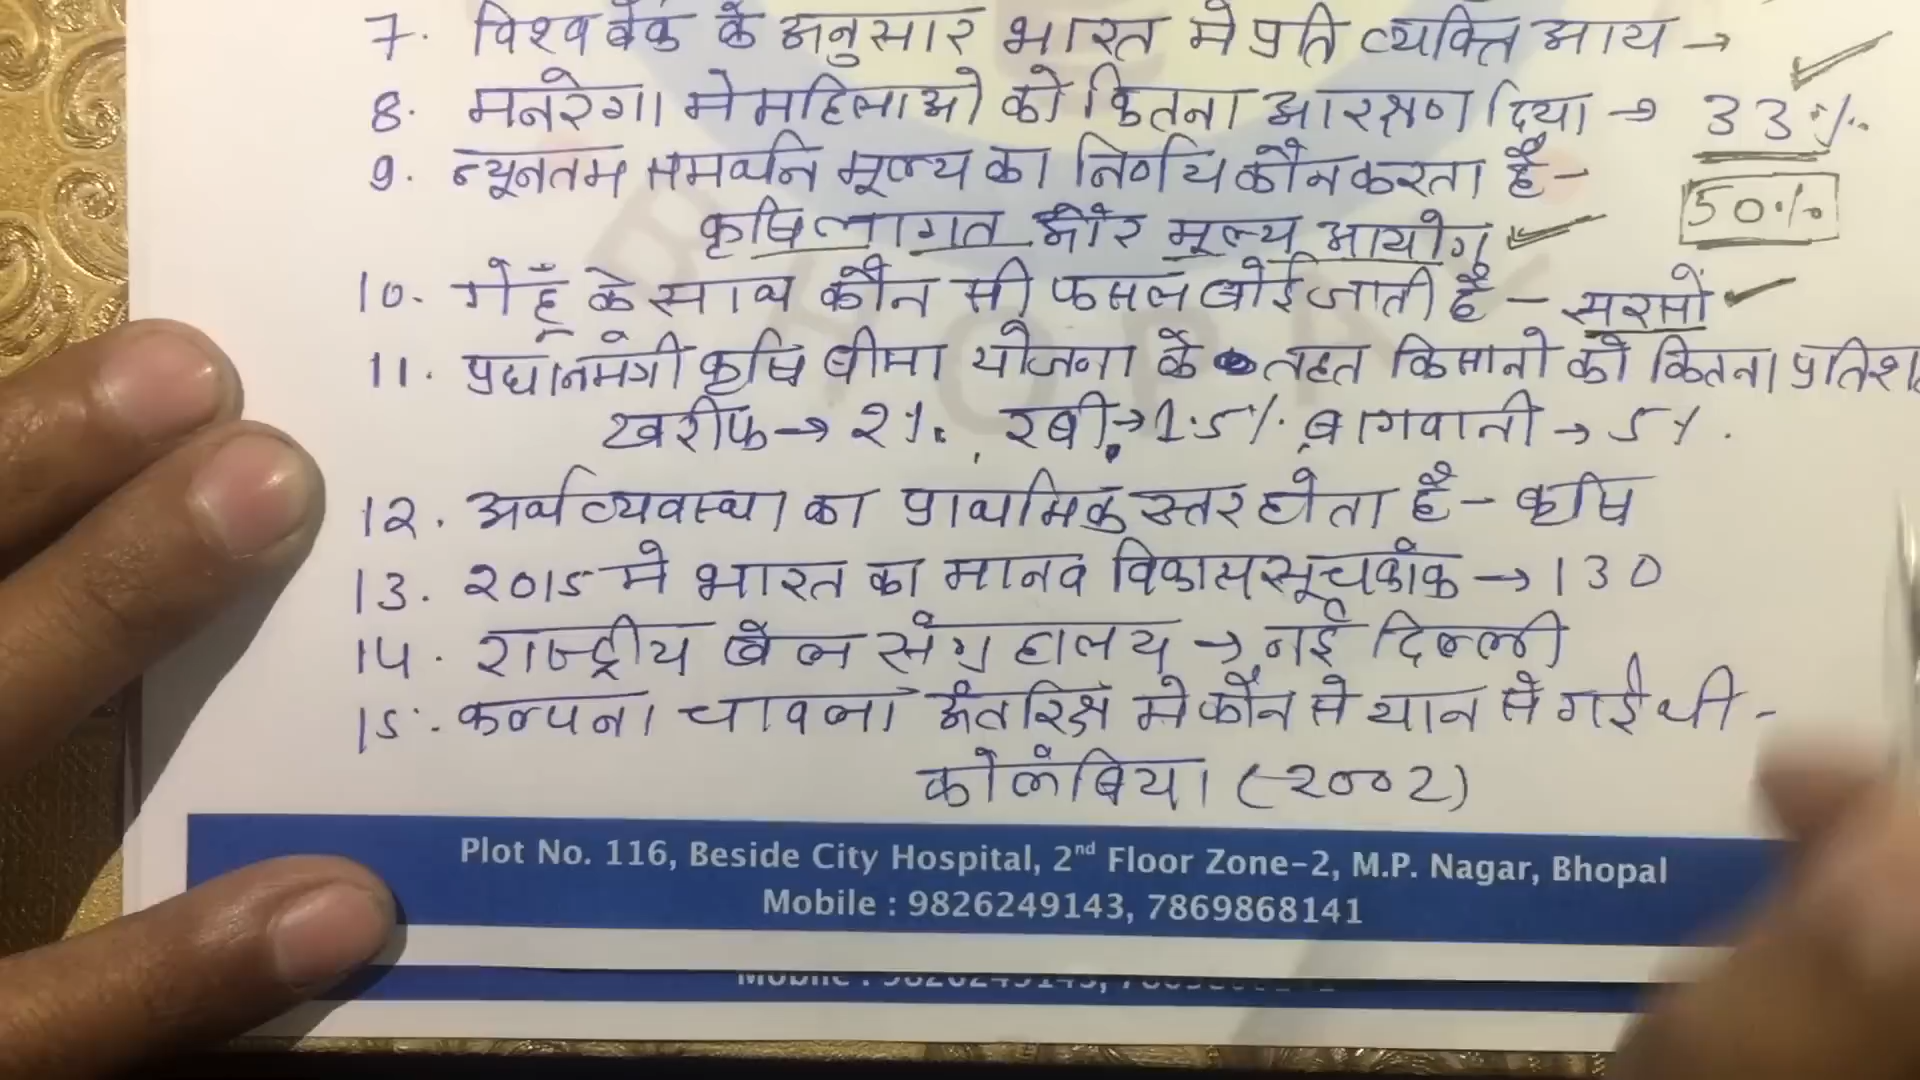 7. विश्व बैंक के अनुसार भारत मे प्रति व्यक्ति आय →
8. मनरेगा मे महिलाओ को कितना आरक्षण दिया → 33%
9. न्यूनतम समर्थन मूल्य का निर्णय कौन करता है-
50%
कृषि लागत और मूल्य आयोग
10. गेहूँ के साथ कौन सी फसल बोई जाती है - सरसों
11. प्रधानमंत्री कृषि बीमा योजना के तहत किसानो को कितना प्रतिश
खरीफ → 2%. रबी → 1.5%. बागवानी → 5%.
12. अर्थव्यवस्था का प्राथमिक स्तर होता है - कृषि
13. 2015 मे भारत का मानव विकास सूचकांक → 130
14. राष्ट्रीय खेल संग्रहालय → नई दिल्ली
15. कल्पना चावला अंतरिक्ष मे कौन से यान से गई थी -
कोलंबिया (2002)
Plot No. 116, Beside City Hospital, 2nd Floor Zone-2, M.P. Nagar, Bhopal
Mobile : 9826249143, 7869868141